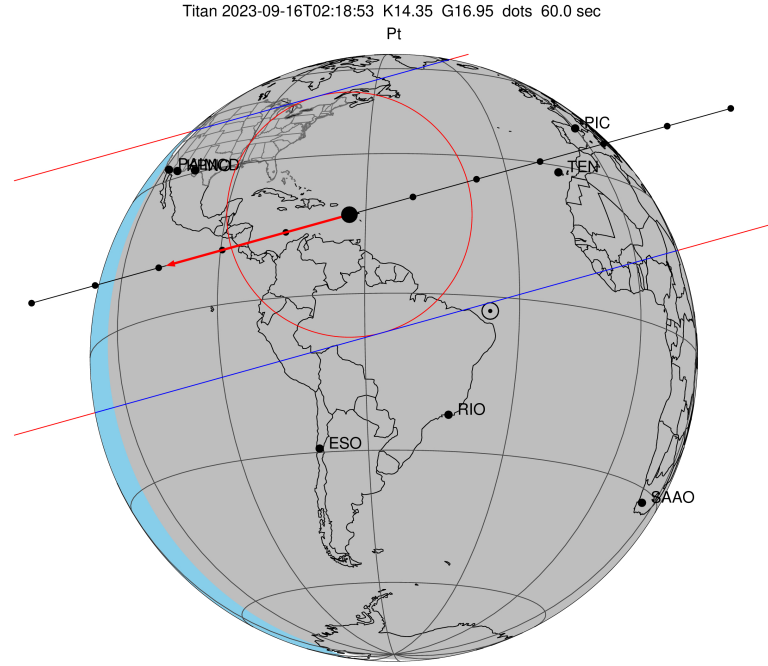 Titan 2023-09-16T02:18:53 K14.35 G16.95 dots 60.0 sec
Pt
PIC
TEN
RIO
ESO
SAAO